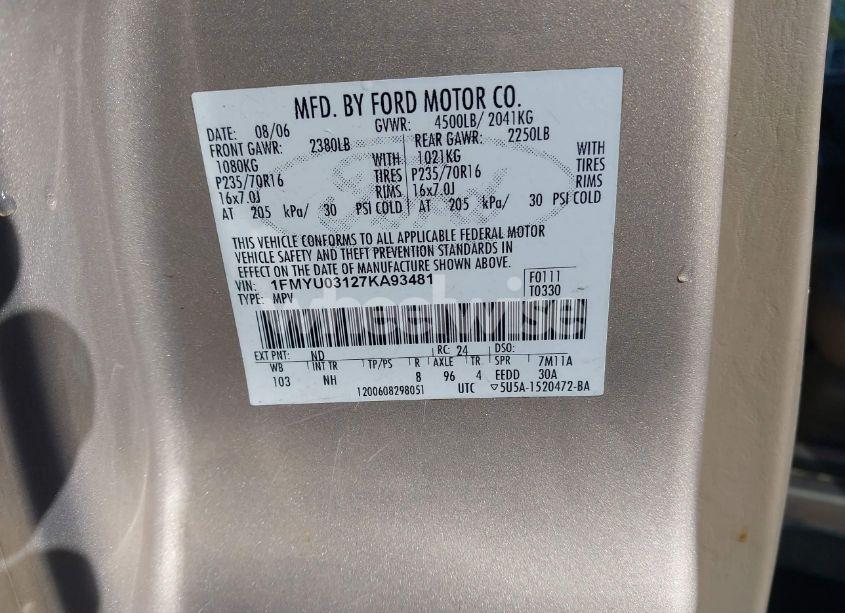 MFD. BY FORD MOTOR CO.
DATE: 08/06 GVWR: 4500LB/ 2041KG
FRONT GAWR: 2380LB REAR GAWR: 2250LB
1080KG WITH 1021KG WITH
P235/70R16 TIRES P235/70R16 TIRES
16x7.0J RIMS 16x7.0J RIMS
AT 205 kPa/ 30 PSI COLD AT 205 kPa/ 30 PSI COLD
THIS VEHICLE CONFORMS TO ALL APPLICABLE FEDERAL MOTOR
VEHICLE SAFETY AND THEFT PREVENTION STANDARDS IN
EFFECT ON THE DATE OF MANUFACTURE SHOWN ABOVE.
VIN: 1FMYU03127KA93481 F0111
TYPE: MPV T0330
wheelwise
EXT PNT: ND RC: 24 DSO:
WB INT TR TP/PS R AXLE TR SPR 7M11A
103 NH 8 96 4 EEDD 30A
1200608298051 UTC ▽5U5A-1520472-BA
Ford